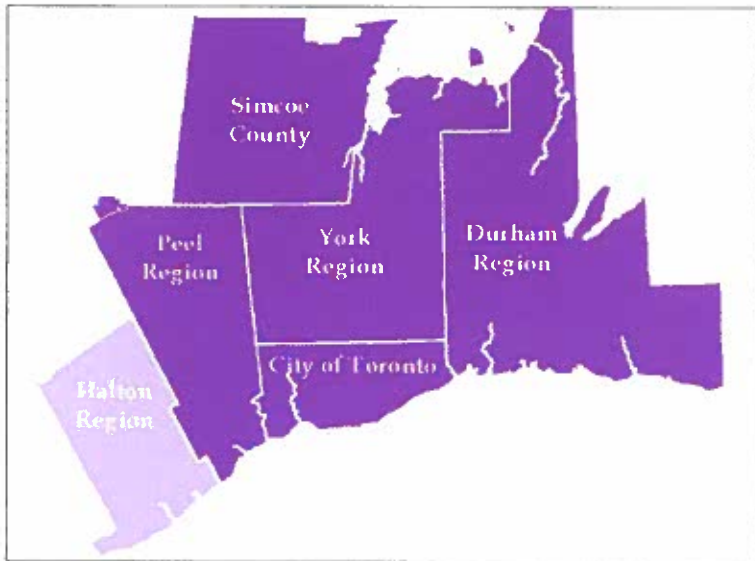 Simcoe
County
Peel
Region
York
Region
Durham
Region
City of Toronto
Halton
Region